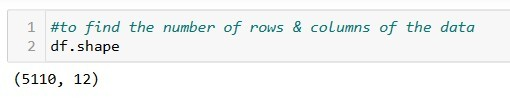 1 #to find the number of rows & columns of the data
2 df.shape
(5110, 12)